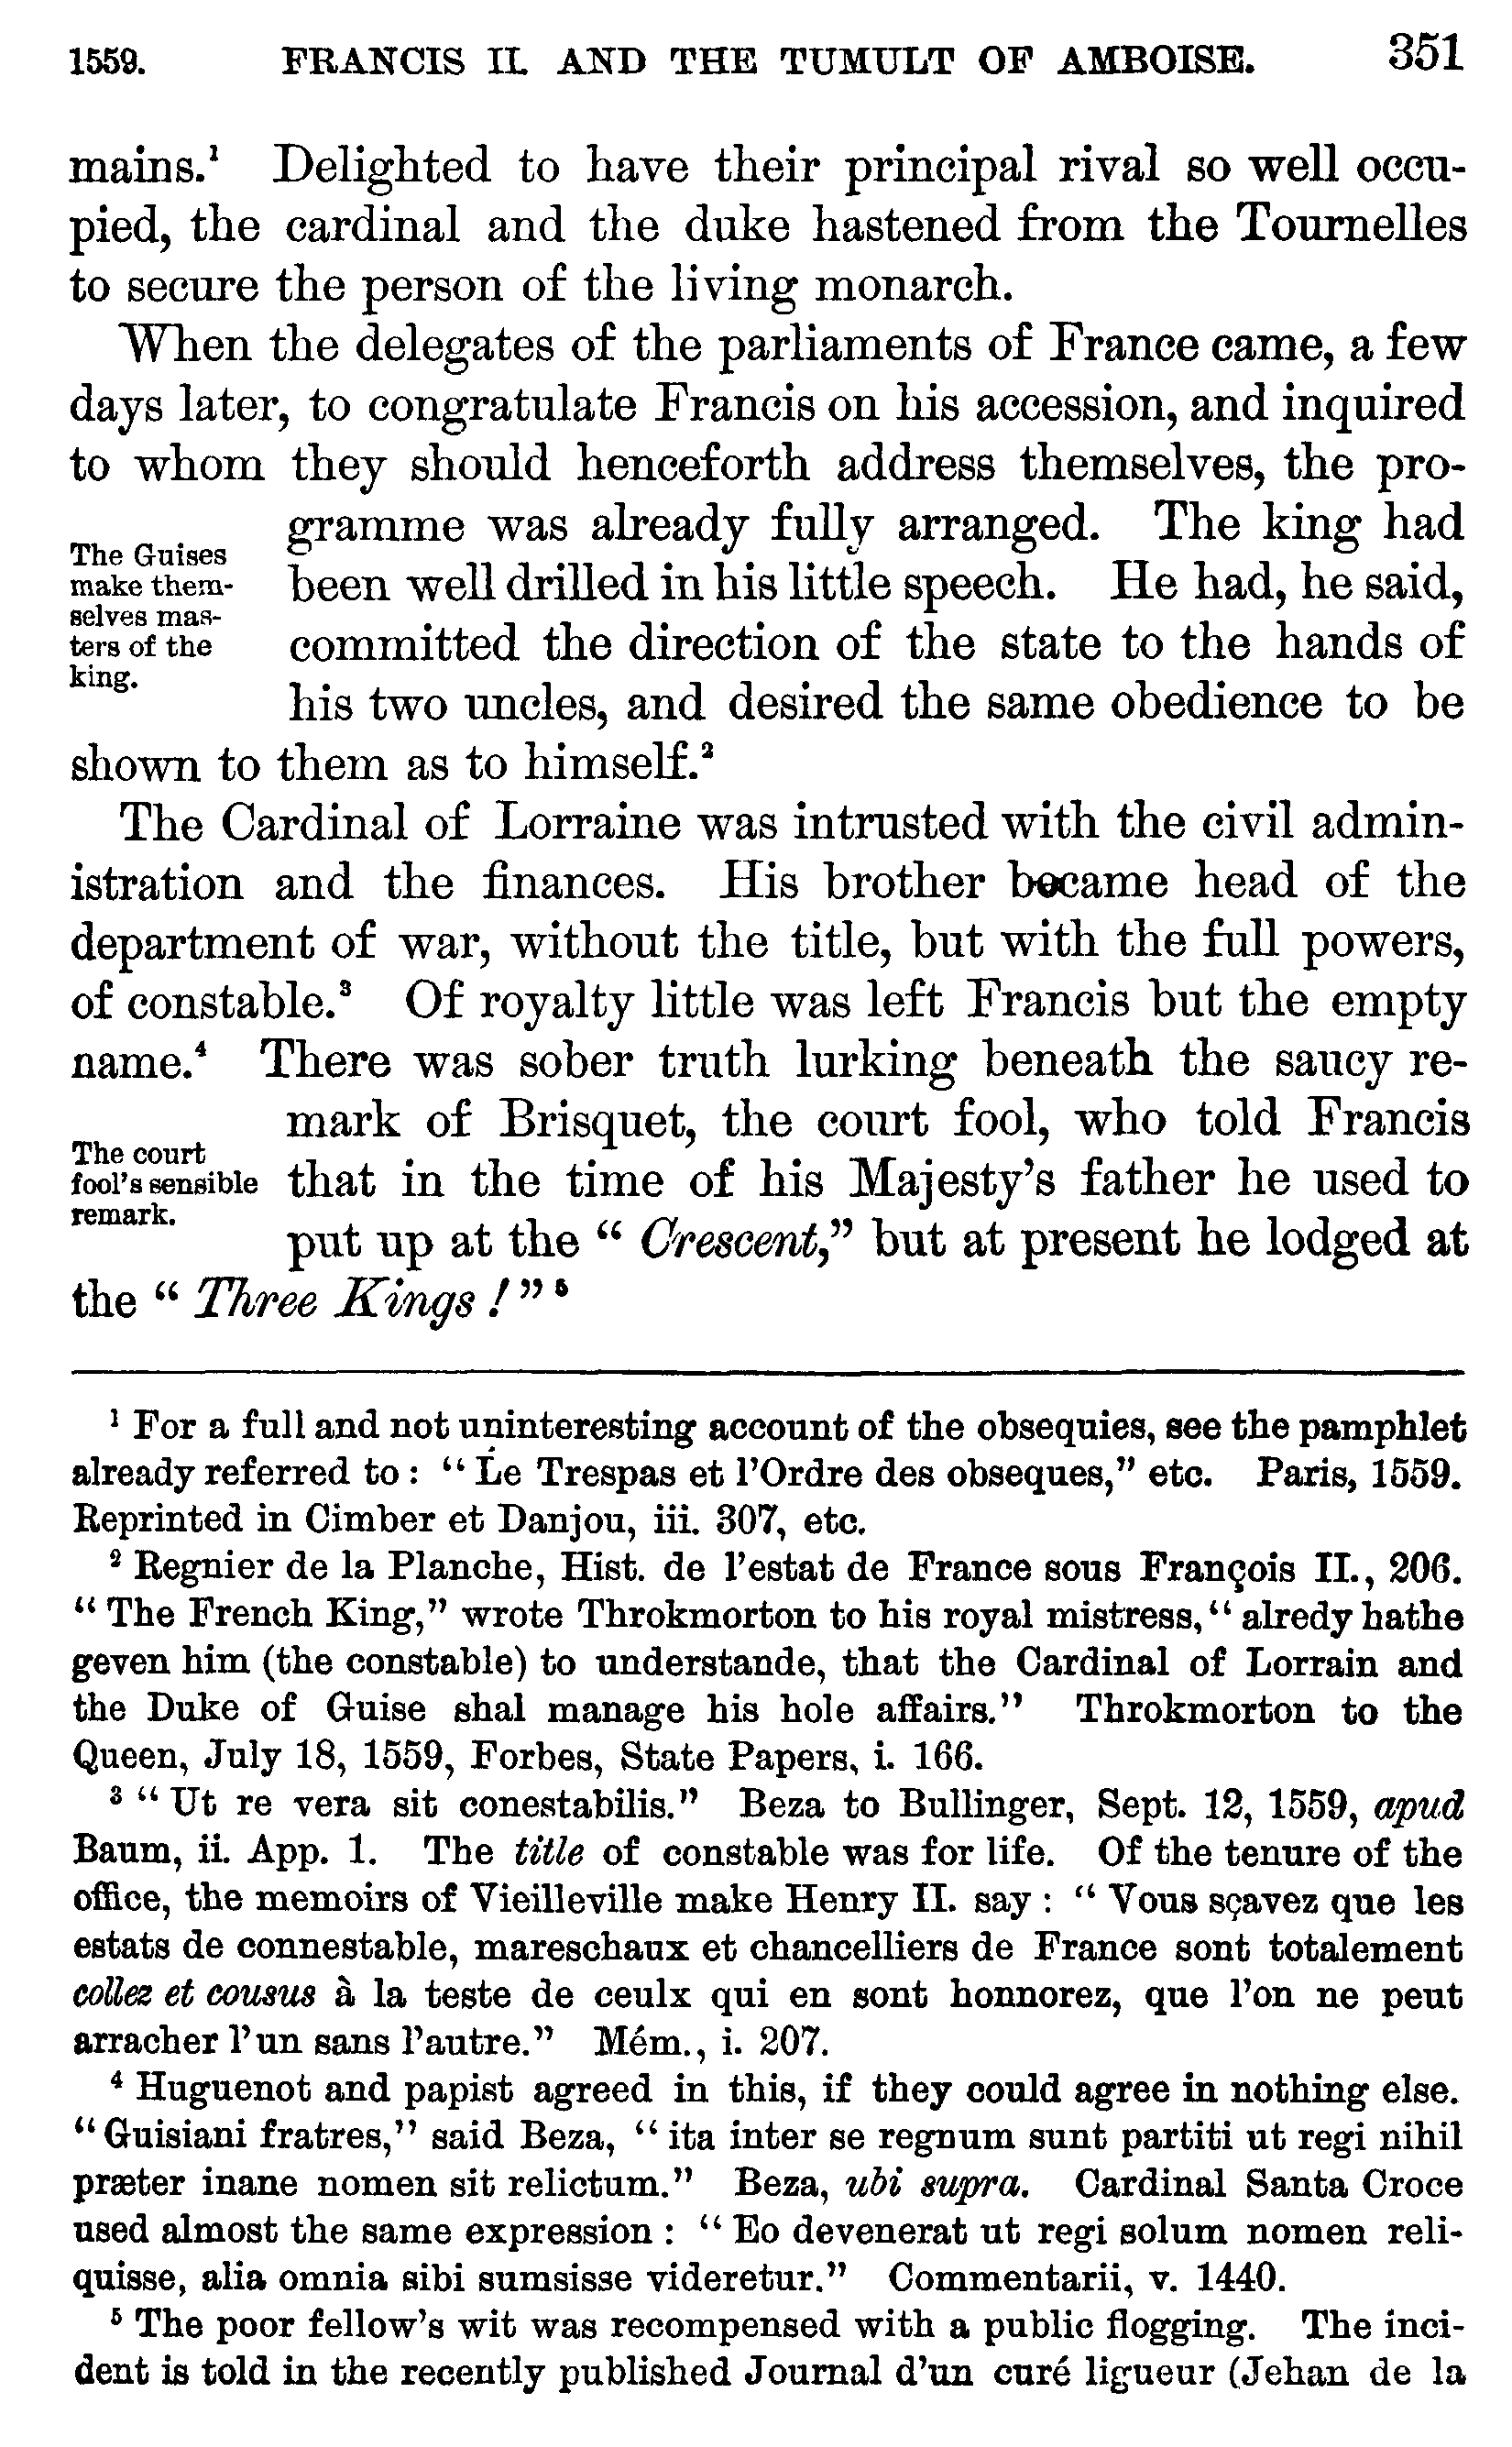 1559. FRANCIS II. AND THE TUMULT OF AMBOISE. 351
mains.¹ Delighted to have their principal rival so well occu-
pied, the cardinal and the duke hastened from the Tournelles
to secure the person of the living monarch.
When the delegates of the parliaments of France came, a few
days later, to congratulate Francis on his accession, and inquired
to whom they should henceforth address themselves, the pro-
The Guises
make them-
selves mas-
ters of the
king.
gramme was already fully arranged. The king had
been well drilled in his little speech. He had, he said,
committed the direction of the state to the hands of
his two uncles, and desired the same obedience to be
shown to them as to himself.²
The Cardinal of Lorraine was intrusted with the civil admin-
istration and the finances. His brother became head of the
department of war, without the title, but with the full powers,
of constable.³ Of royalty little was left Francis but the empty
name.⁴ There was sober truth lurking beneath the saucy re-
The court
fool's sensible
remark.
mark of Brisquet, the court fool, who told Francis
that in the time of his Majesty's father he used to
put up at the “ Crescent,” but at present he lodged at
the “ Three Kings ! ” ⁵
¹ For a full and not uninteresting account of the obsequies, see the pamphlet
already referred to : “ Le Trespas et l'Ordre des obseques,” etc. Paris, 1559.
Reprinted in Cimber et Danjou, iii. 307, etc.
² Regnier de la Planche, Hist. de l'estat de France sous François II., 206.
“ The French King,” wrote Throkmorton to his royal mistress, “ alredy hathe
geven him (the constable) to understande, that the Cardinal of Lorrain and
the Duke of Guise shal manage his hole affairs.” Throkmorton to the
Queen, July 18, 1559, Forbes, State Papers, i. 166.
³ “ Ut re vera sit conestabilis.” Beza to Bullinger, Sept. 12, 1559, apud
Baum, ii. App. 1. The title of constable was for life. Of the tenure of the
office, the memoirs of Vieilleville make Henry II. say : “ Vous sçavez que les
estats de connestable, mareschaux et chancelliers de France sont totalement
collez et cousus à la teste de ceulx qui en sont honnorez, que l'on ne peut
arracher l'un sans l'autre.” Mém., i. 207.
⁴ Huguenot and papist agreed in this, if they could agree in nothing else.
“ Guisiani fratres,” said Beza, “ ita inter se regnum sunt partiti ut regi nihil
præter inane nomen sit relictum.” Beza, ubi supra. Cardinal Santa Croce
used almost the same expression : “ Eo devenerat ut regi solum nomen reli-
quisse, alia omnia sibi sumsisse videretur.” Commentarii, v. 1440.
⁵ The poor fellow's wit was recompensed with a public flogging. The inci-
dent is told in the recently published Journal d'un curé ligueur (Jehan de la